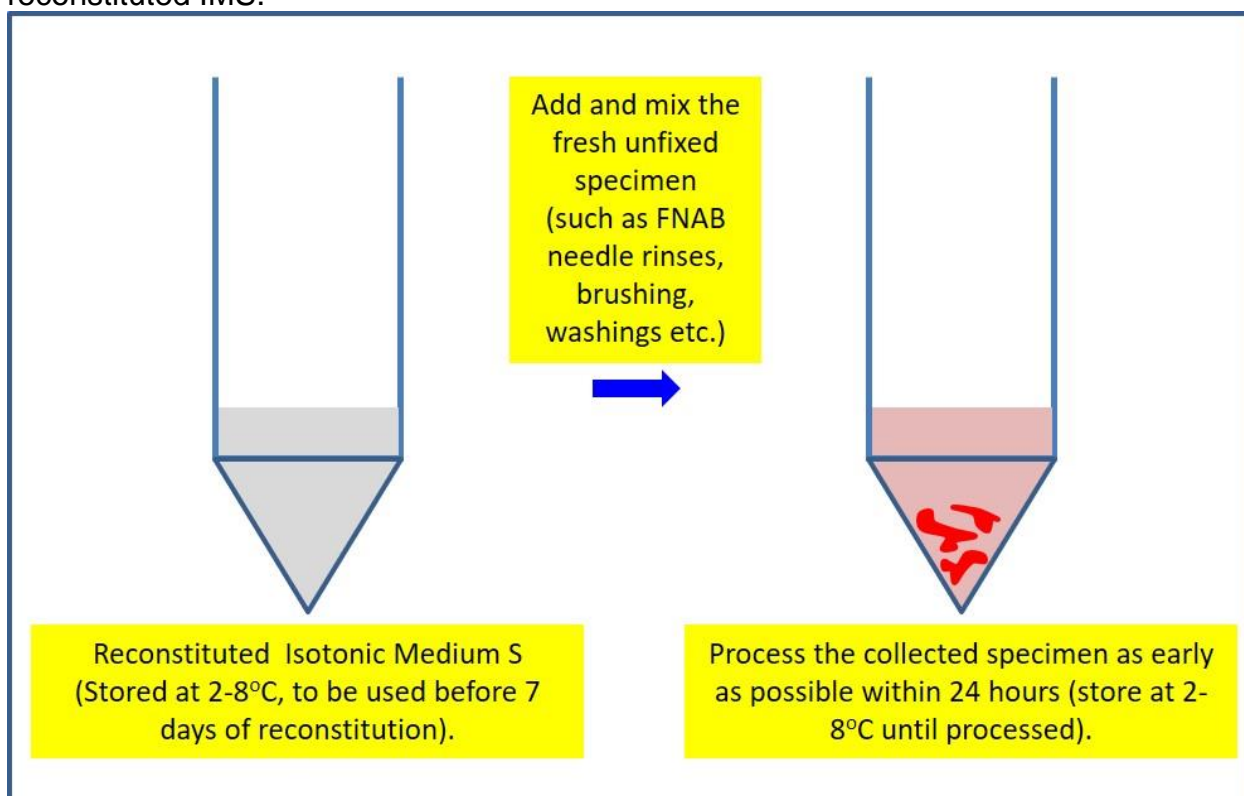 reconstituted IMS.
Add and mix the
fresh unfixed
specimen
(such as FNAB
needle rinses,
brushing,
washings etc.)
Reconstituted Isotonic Medium S
(Stored at 2-8°C, to be used before 7
days of reconstitution).
Process the collected specimen as early
as possible within 24 hours (store at 2-
8°C until processed).